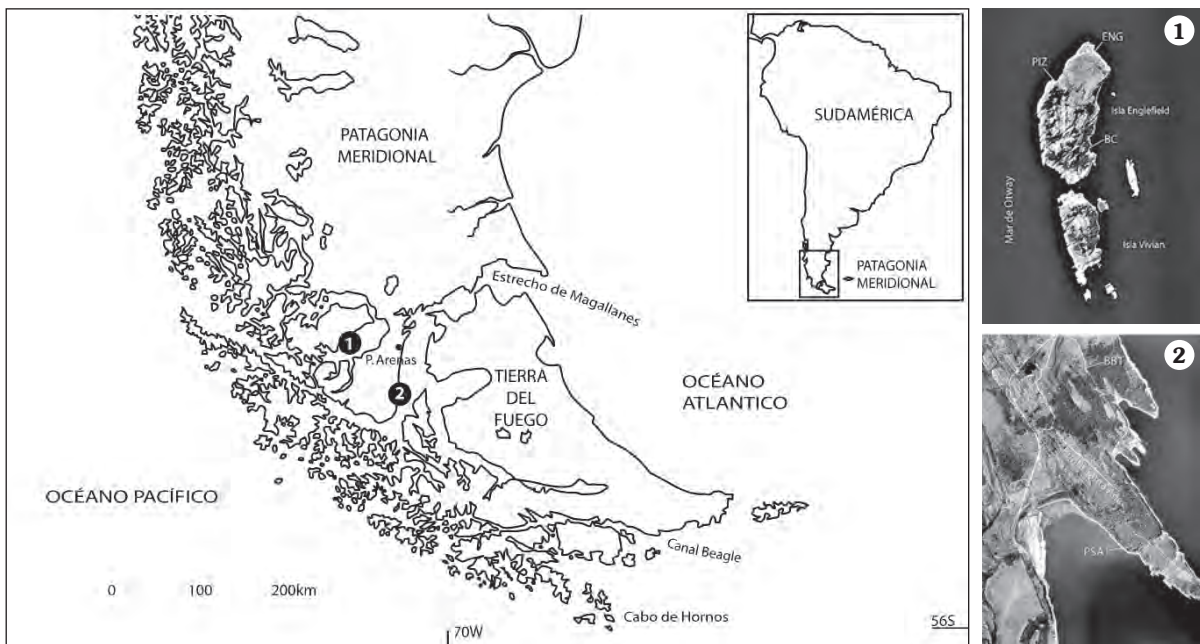 PATAGONIA
MERIDIONAL
Estrecho de Magallanes
1
P. Arenas
2
TIERRA
DEL
FUEGO
OCÉANO
ATLANTICO
OCÉANO PACÍFICO
Canal Beagle
0 100 200km
Cabo de Hornos
70W
56S
SUDAMÉRICA
PATAGONIA
MERIDIONAL
1
ENG
PIZ
Isla Englefield
BC
Mar de Otway
Isla Vivian
2
BBT
PSA